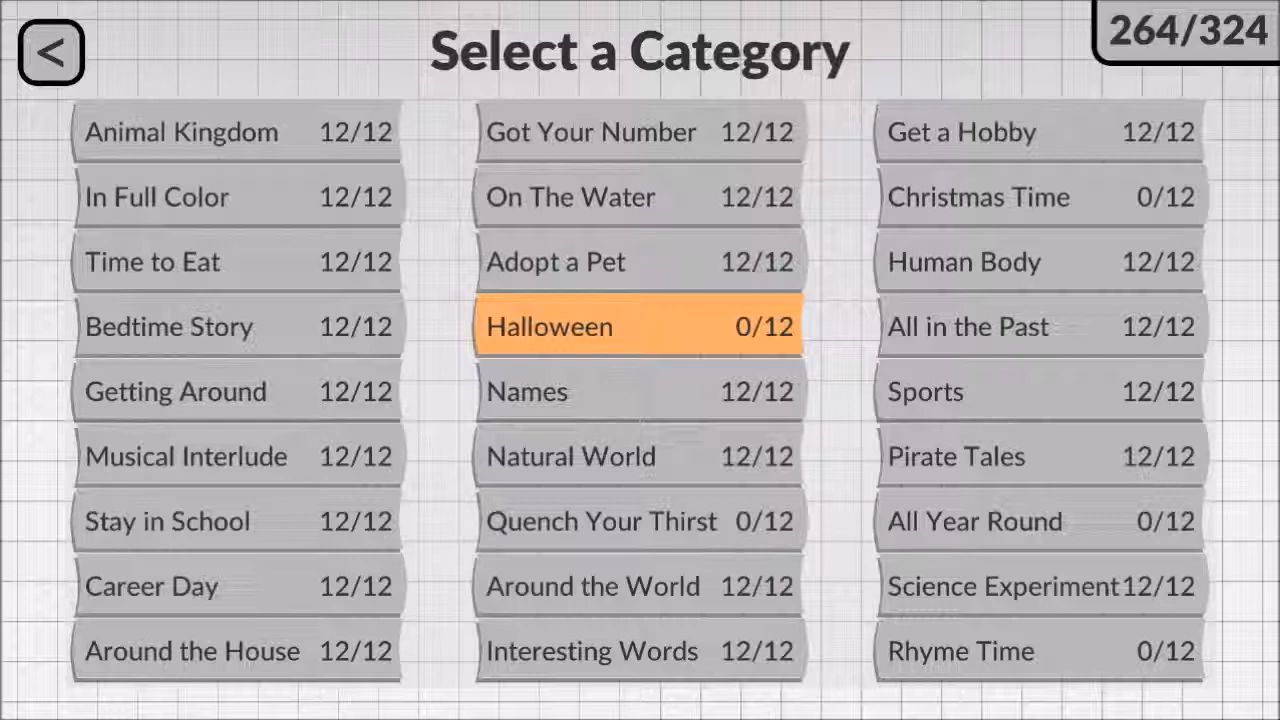 <
Select a Category
264/324
Animal Kingdom 12/12
In Full Color 12/12
Time to Eat 12/12
Bedtime Story 12/12
Getting Around 12/12
Musical Interlude 12/12
Stay in School 12/12
Career Day 12/12
Around the House 12/12
Got Your Number 12/12
On The Water 12/12
Adopt a Pet 12/12
Halloween 0/12
Names 12/12
Natural World 12/12
Quench Your Thirst 0/12
Around the World 12/12
Interesting Words 12/12
Get a Hobby 12/12
Christmas Time 0/12
Human Body 12/12
All in the Past 12/12
Sports 12/12
Pirate Tales 12/12
All Year Round 0/12
Science Experiment 12/12
Rhyme Time 0/12